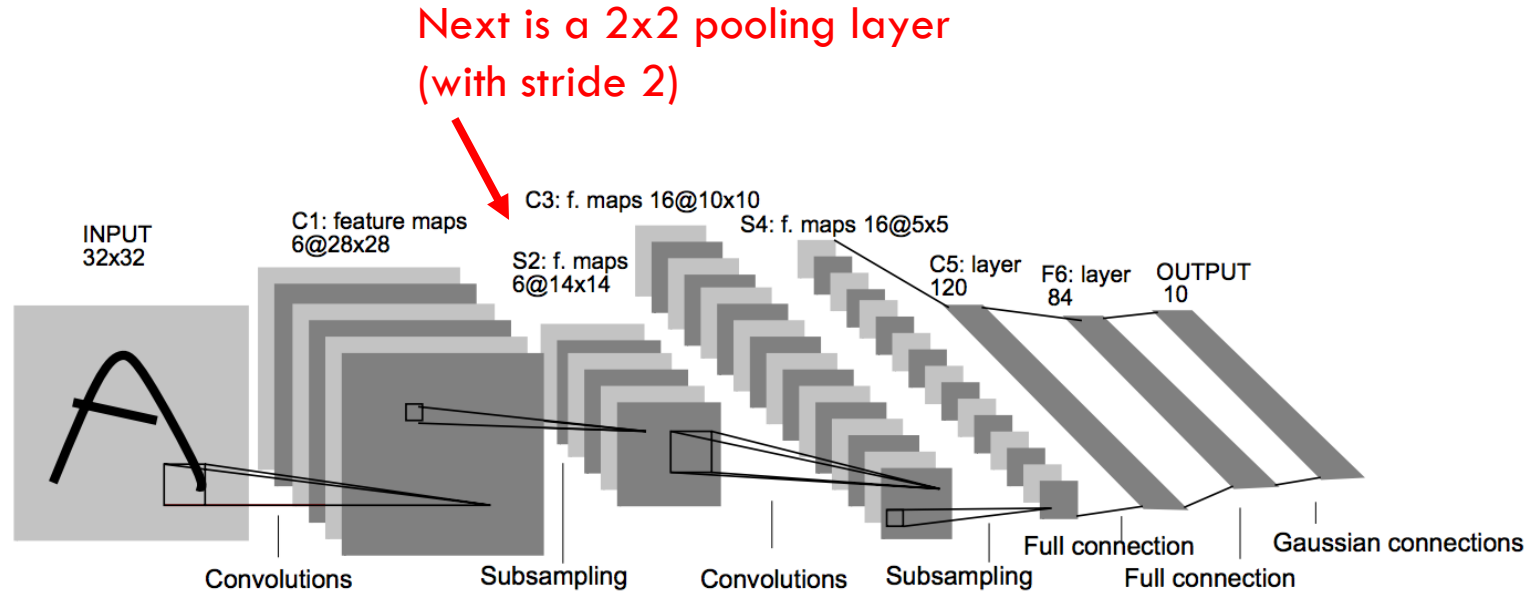 Next is a 2x2 pooling layer
(with stride 2)
INPUT
32x32
C1: feature maps
6@28x28
S2: f. maps
6@14x14
C3: f. maps 16@10x10
S4: f. maps 16@5x5
C5: layer
120
F6: layer
84
OUTPUT
10
Convolutions
Subsampling
Convolutions
Subsampling
Full connection
Full connection
Gaussian connections